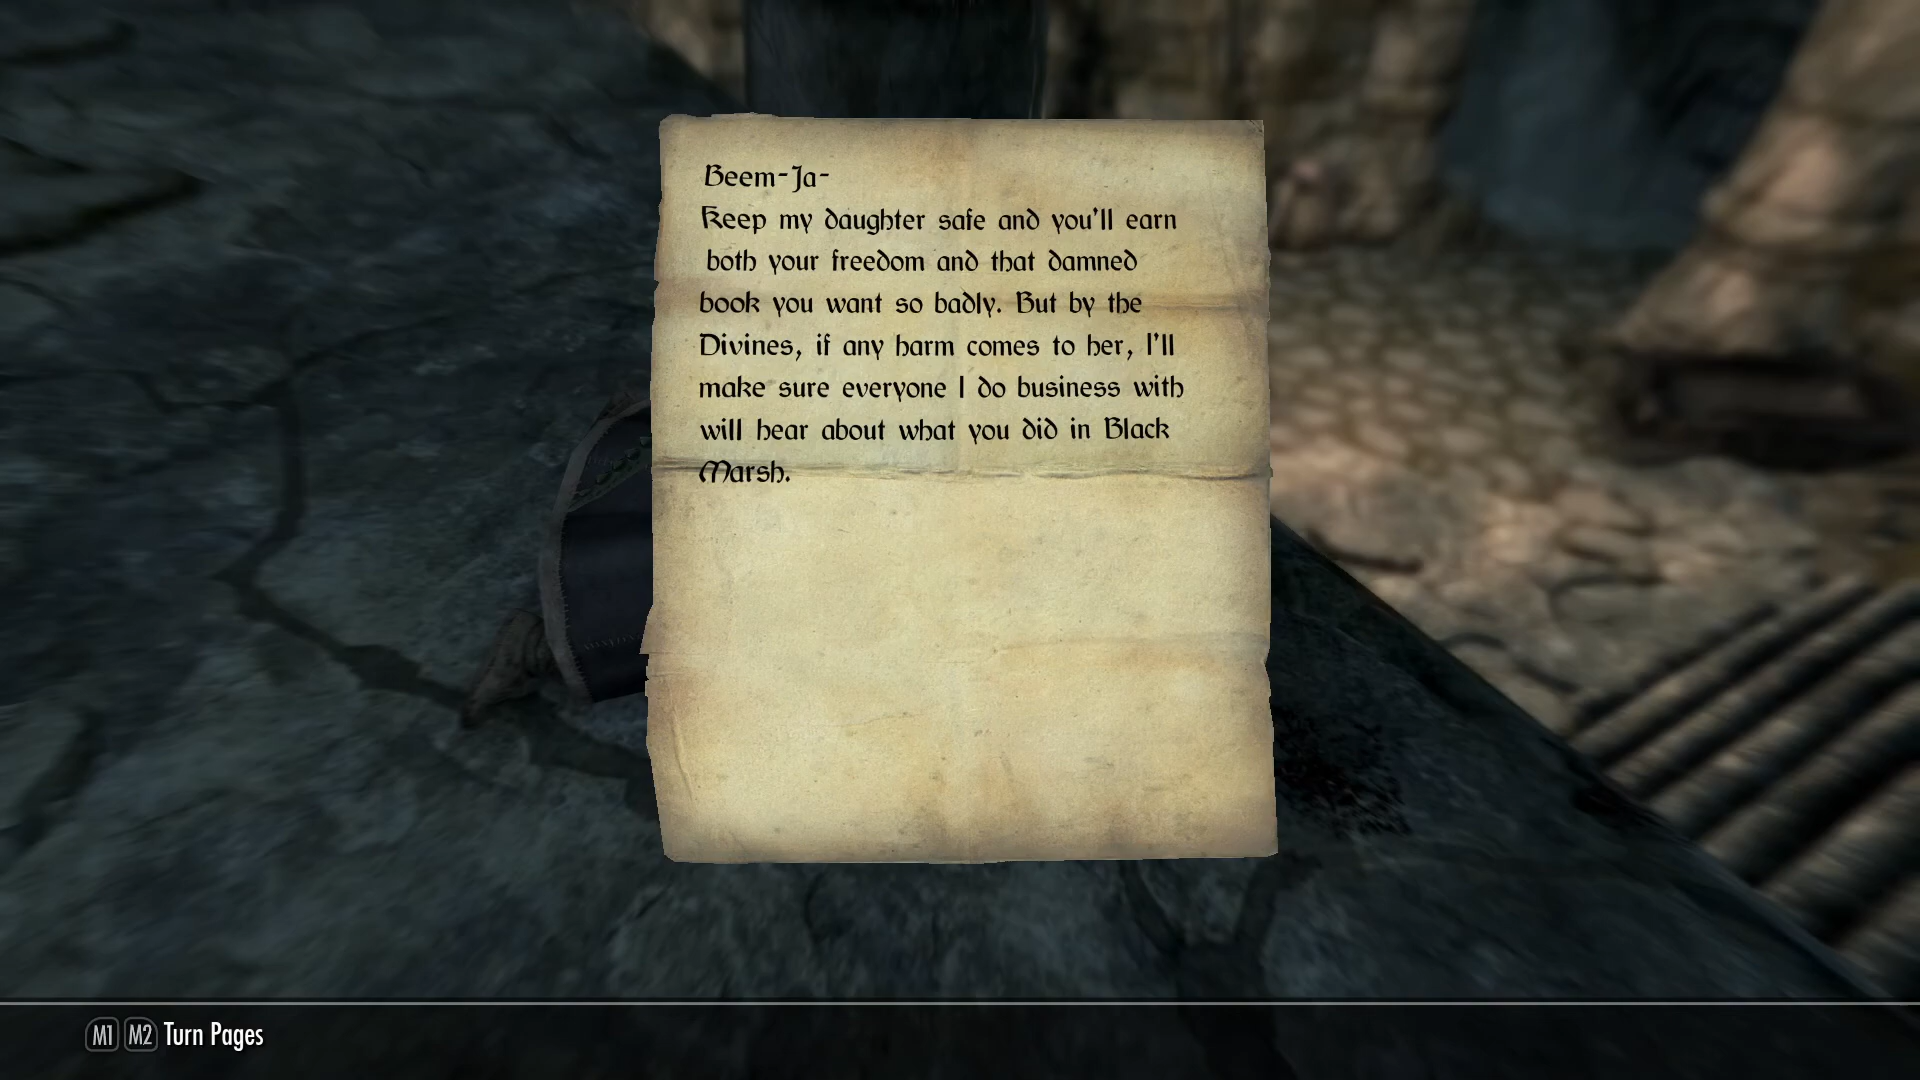 Beem-Ja-
Keep my daughter safe and you'll earn
both your freedom and that damned
book you want so badly. But by the
Divines, if any harm comes to her, I'll
make sure everyone I do business with
will hear about what you did in Black
Marsh.
M1 M2 Turn Pages